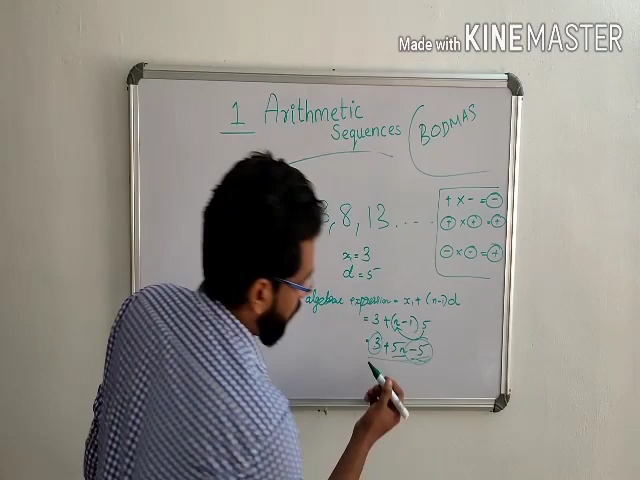 Made with KINEMASTER
1 Arithmetic
Sequences
BODMAS
3, 8, 13 ....
x₁ = 3
d = 5
algebraic expression = x₁ + (n-1)d
= 3 + (n-1) 5
= 3 + 5n - 5
+ x - = -
+ x + = +
- x - = +